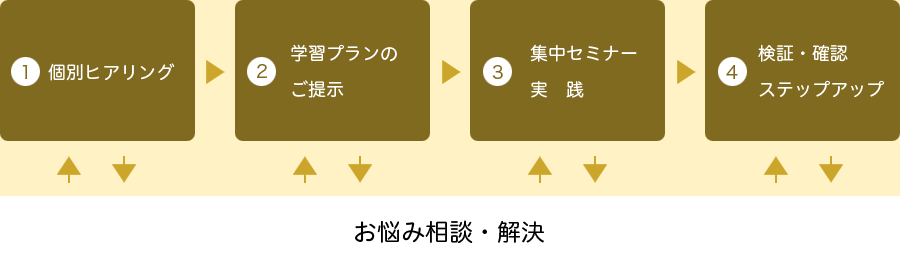 1 個別ヒアリング
2 学習プランの
ご提示
3 集中セミナー
実　践
4 検証・確認
ステップアップ
お悩み相談・解決